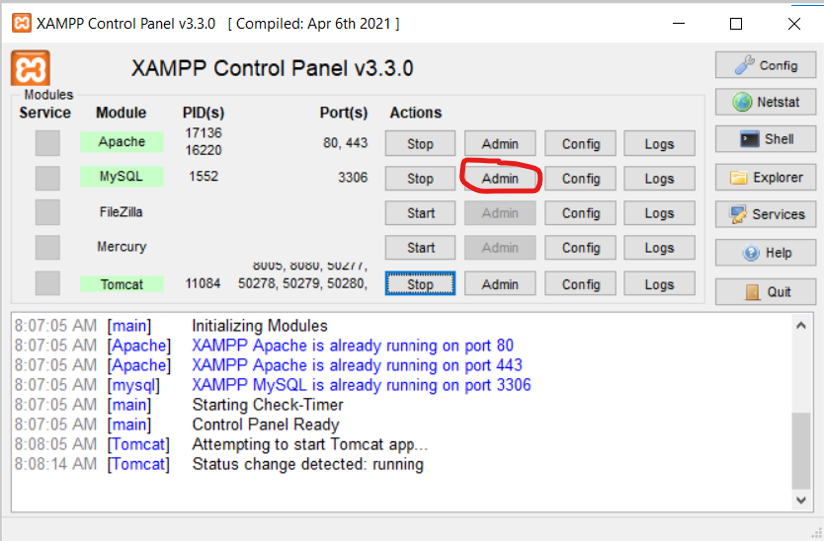 XAMPP Control Panel v3.3.0 [ Compiled: Apr 6th 2021 ]
XAMPP Control Panel v3.3.0
Config
Modules
Service Module PID(s) Port(s) Actions
Netstat
Apache 17136 16220 80, 443 Stop Admin Config Logs
Shell
MySQL 1552 3306 Stop Admin Config Logs
Explorer
FileZilla Start Admin Config Logs
Services
Mercury Start Admin Config Logs
Help
8005, 8080, 50277,
Tomcat 11084 50278, 50279, 50280, Stop Admin Config Logs
Quit
8:07:05 AM [main] Initializing Modules
8:07:05 AM [Apache] XAMPP Apache is already running on port 80
8:07:05 AM [Apache] XAMPP Apache is already running on port 443
8:07:05 AM [mysql] XAMPP MySQL is already running on port 3306
8:07:05 AM [main] Starting Check-Timer
8:07:05 AM [main] Control Panel Ready
8:08:05 AM [Tomcat] Attempting to start Tomcat app...
8:08:14 AM [Tomcat] Status change detected: running